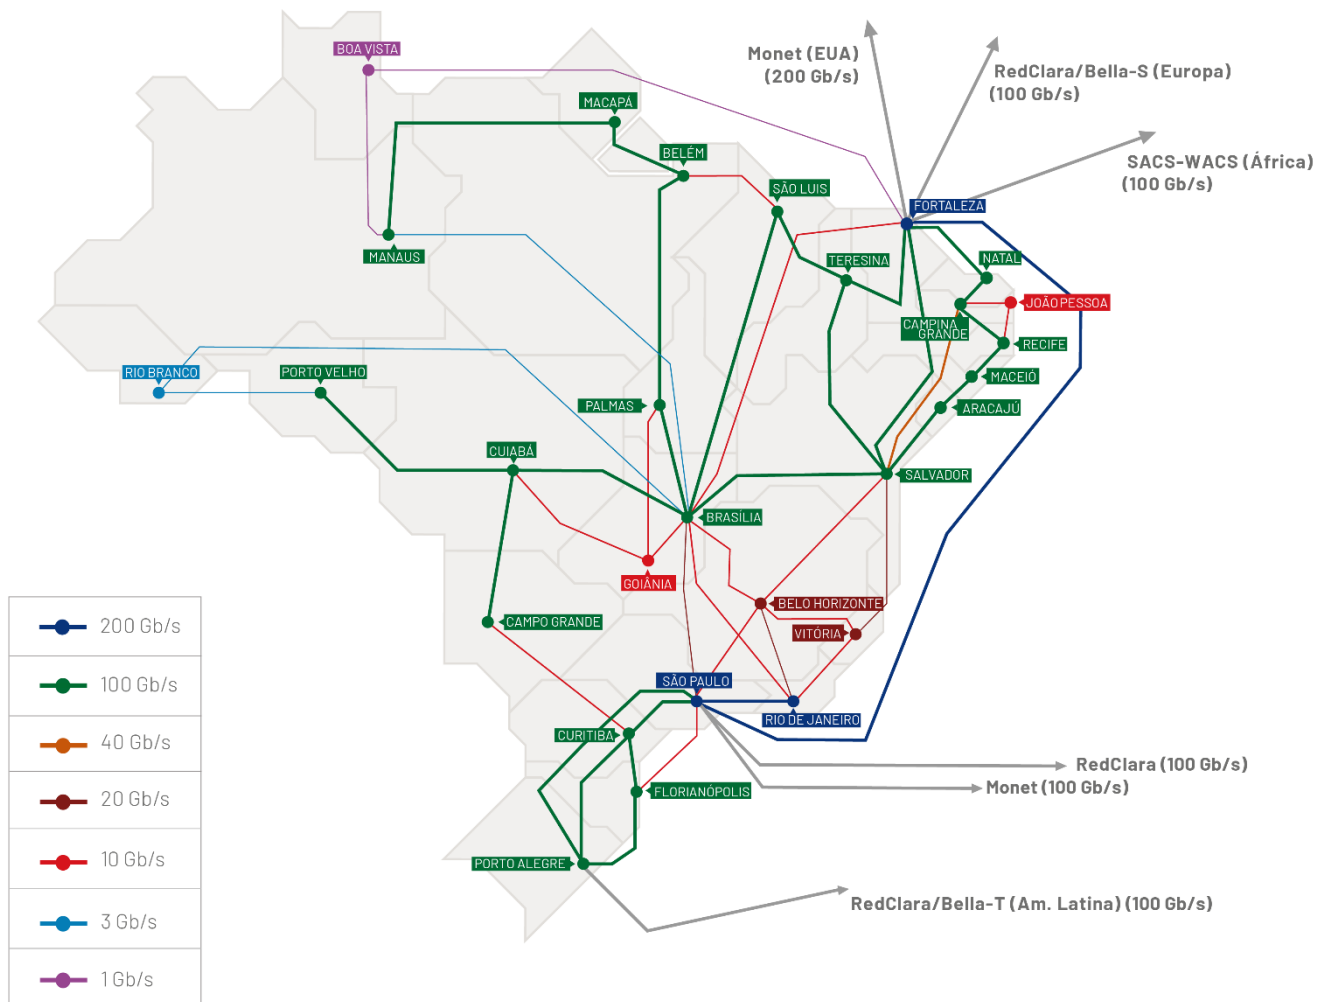 BOA VISTA
Monet (EUA)
(200 Gb/s)
RedClara/Bella-S (Europa)
(100 Gb/s)
MACAPÁ
BELÉM
SACS-WACS (África)
(100 Gb/s)
SÃO LUIS
FORTALEZA
MANAUS
TERESINA
NATAL
JOÃO PESSOA
CAMPINA
GRANDE
RECIFE
RIO BRANCO
PORTO VELHO
MACEIÓ
PALMAS
ARACAJÚ
CUIABÁ
SALVADOR
BRASÍLIA
GOIÂNIA
BELO HORIZONTE
CAMPO GRANDE
VITÓRIA
SÃO PAULO
RIO DE JANEIRO
CURITIBA
RedClara (100 Gb/s)
Monet (100 Gb/s)
FLORIANÓPOLIS
PORTO ALEGRE
RedClara/Bella-T (Am. Latina) (100 Gb/s)
200 Gb/s
100 Gb/s
40 Gb/s
20 Gb/s
10 Gb/s
3 Gb/s
1 Gb/s